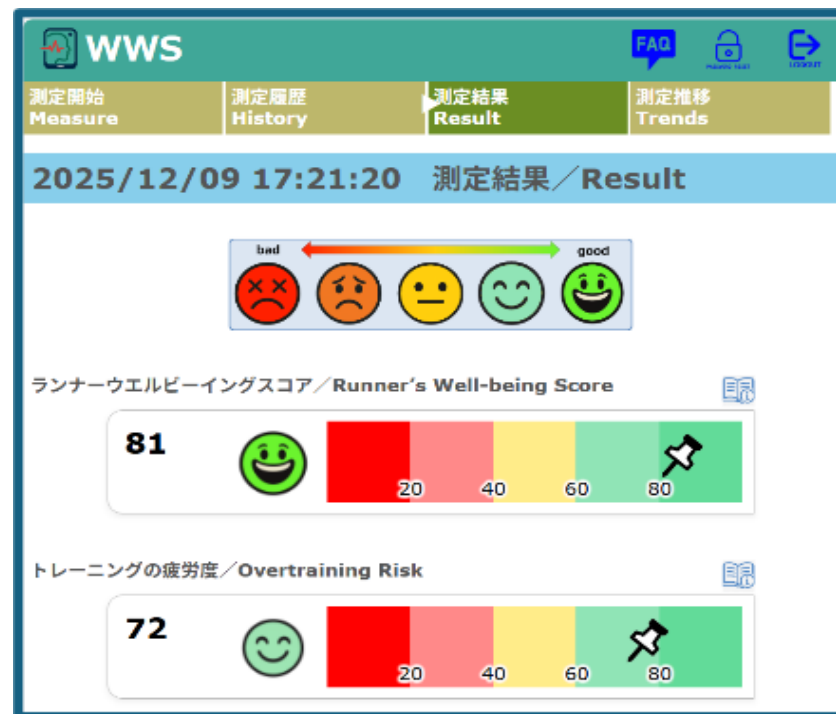 WWS
FAQ
LOGOUT
測定開始
Measure
測定履歴
History
測定結果
Result
測定推移
Trends
2025/12/09 17:21:20 測定結果／Result
bad
good
ランナーウエルビーイングスコア／Runner's Well-being Score
81
20 40 60 80
トレーニングの疲労度／Overtraining Risk
72
20 40 60 80